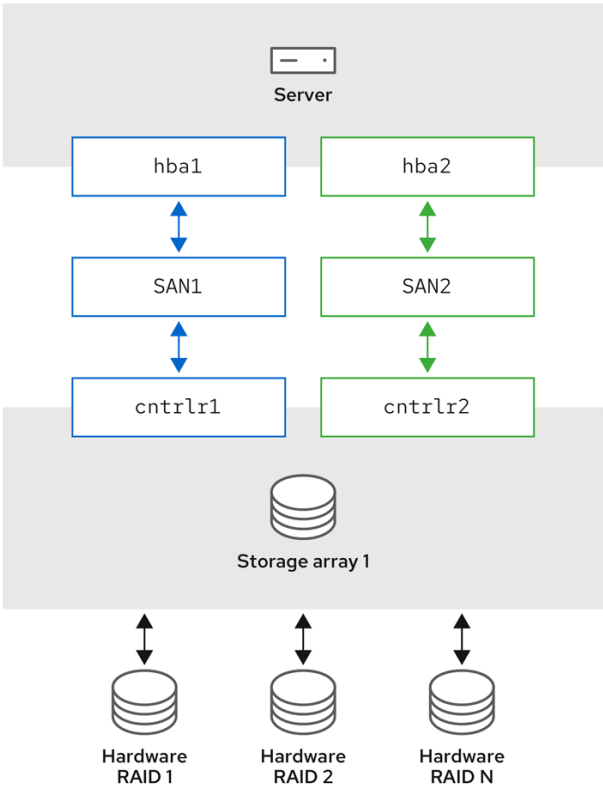 Server
hba1
hba2
SAN1
SAN2
cntrlr1
cntrlr2
Storage array 1
Hardware
RAID 1
Hardware
RAID 2
Hardware
RAID N